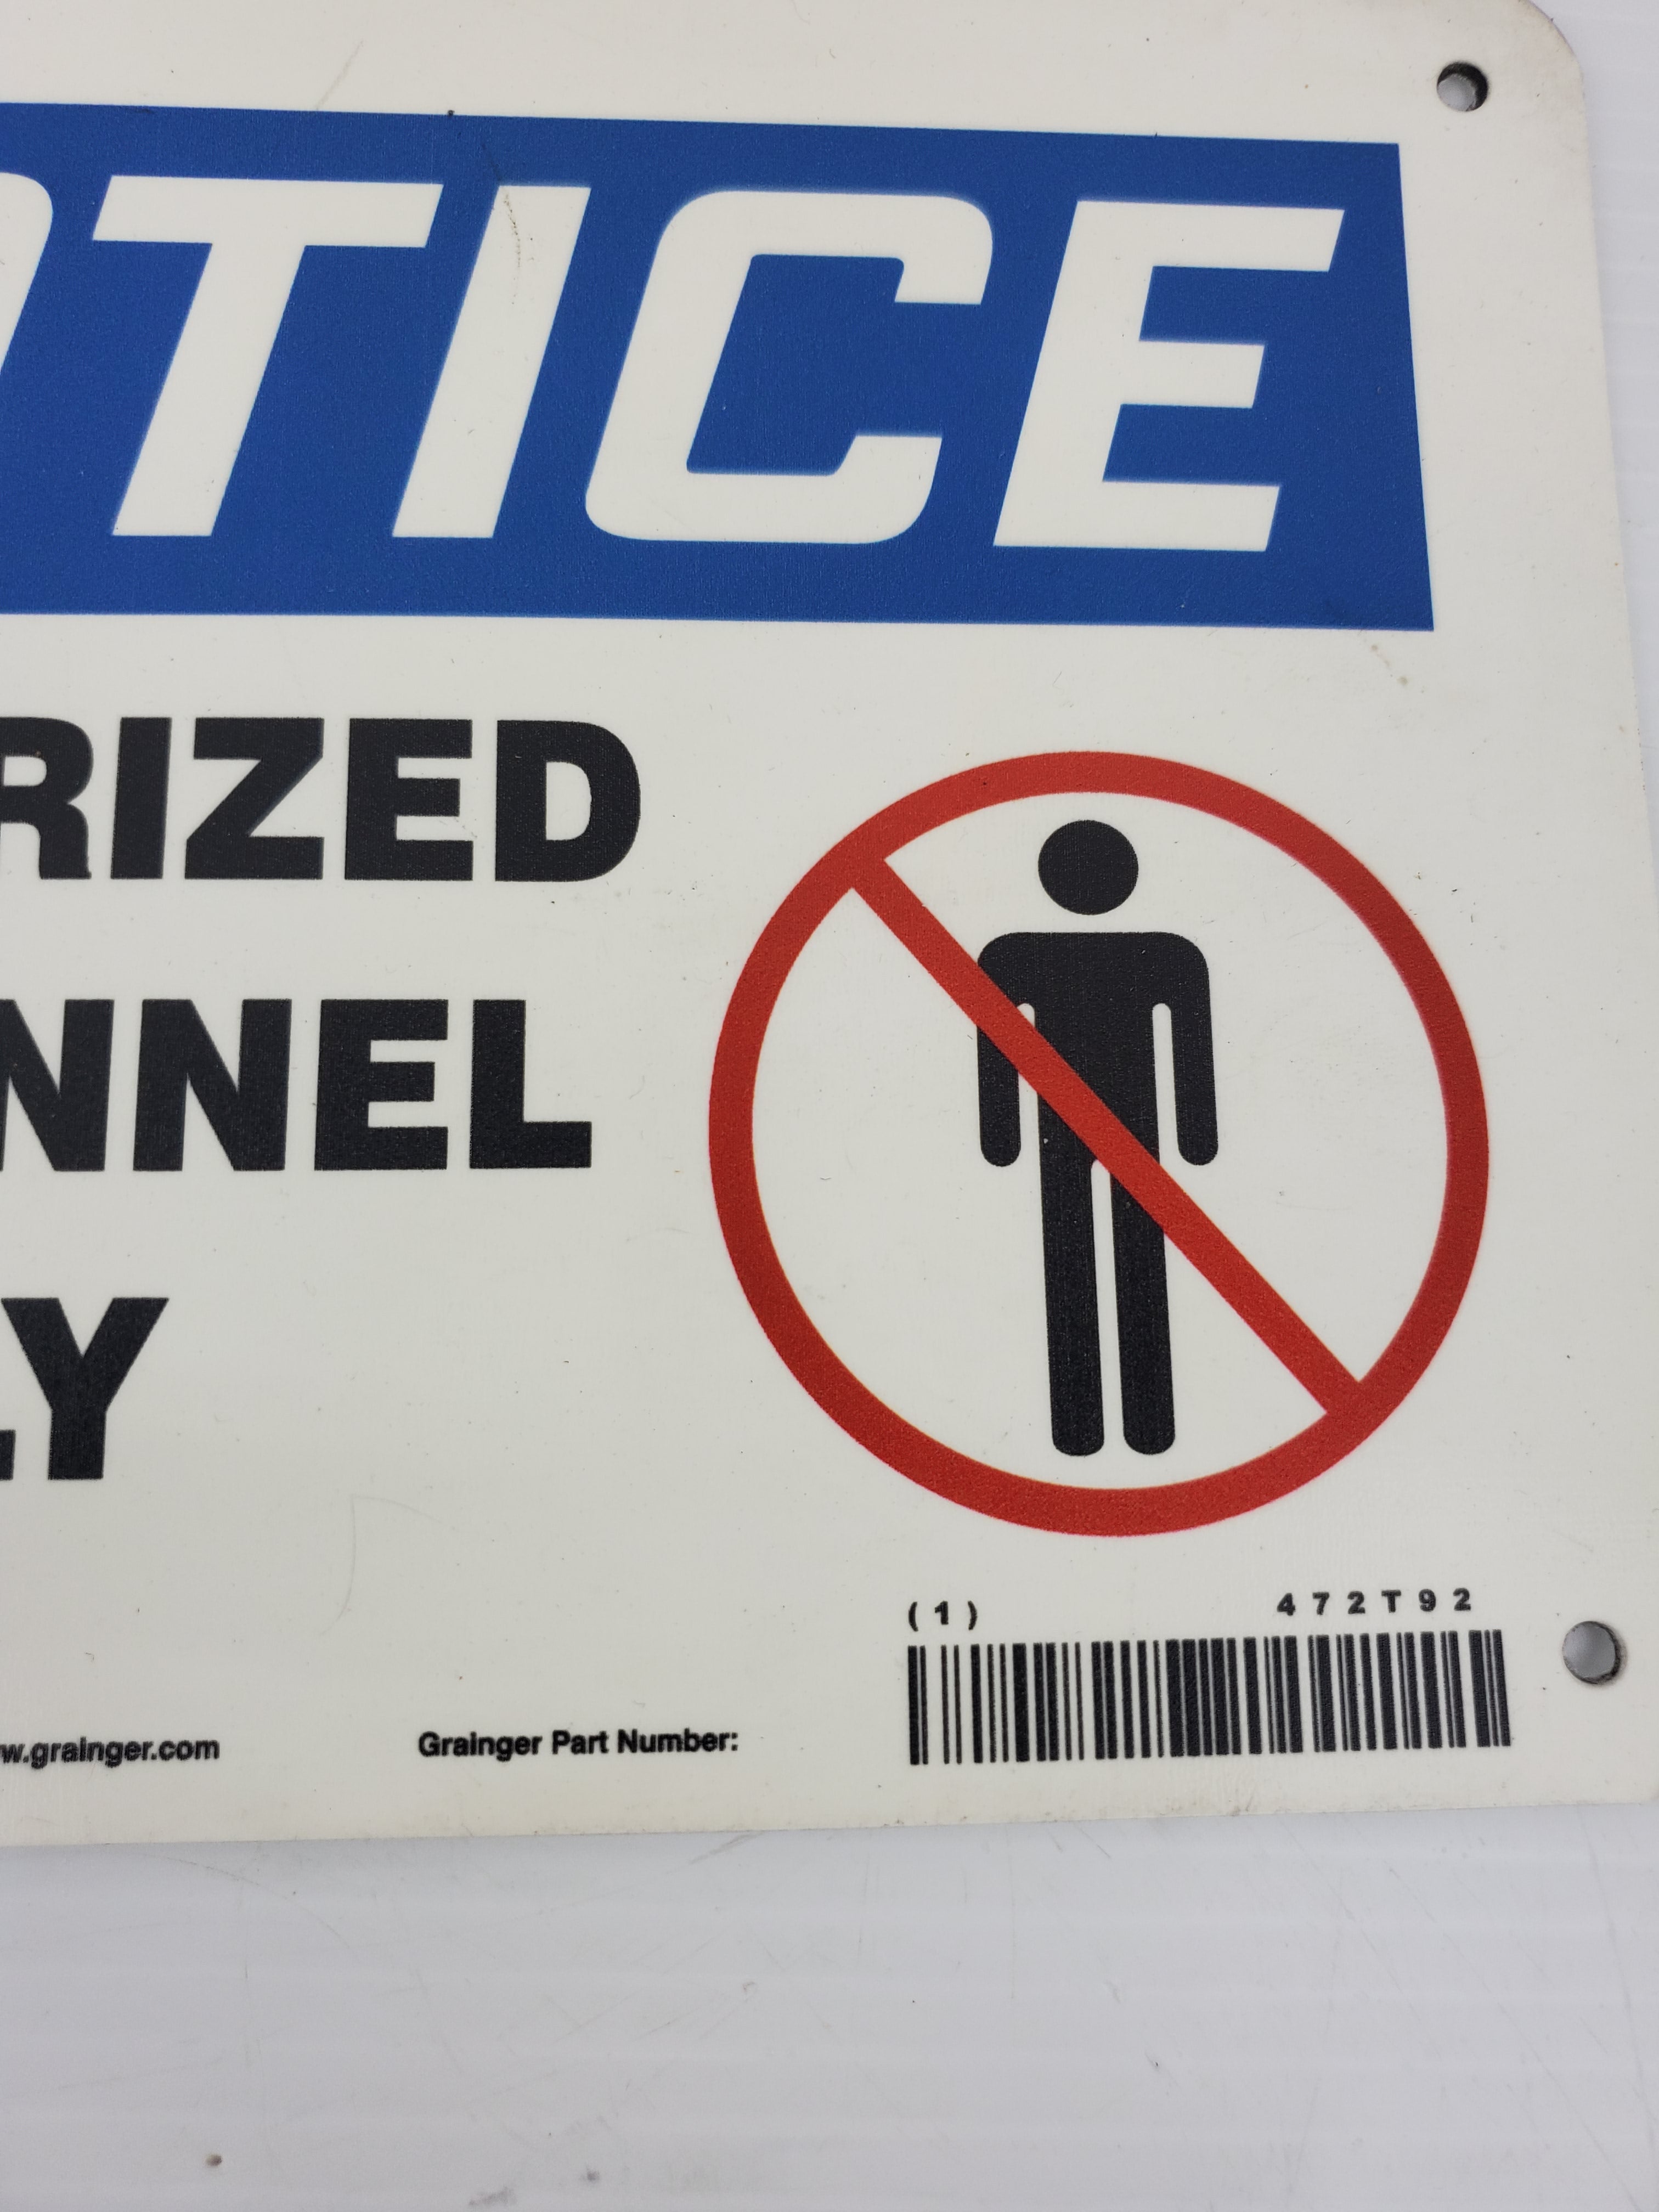 OTICE
RIZED
NNEL
LY
(1) 472T92
w.grainger.com Grainger Part Number: